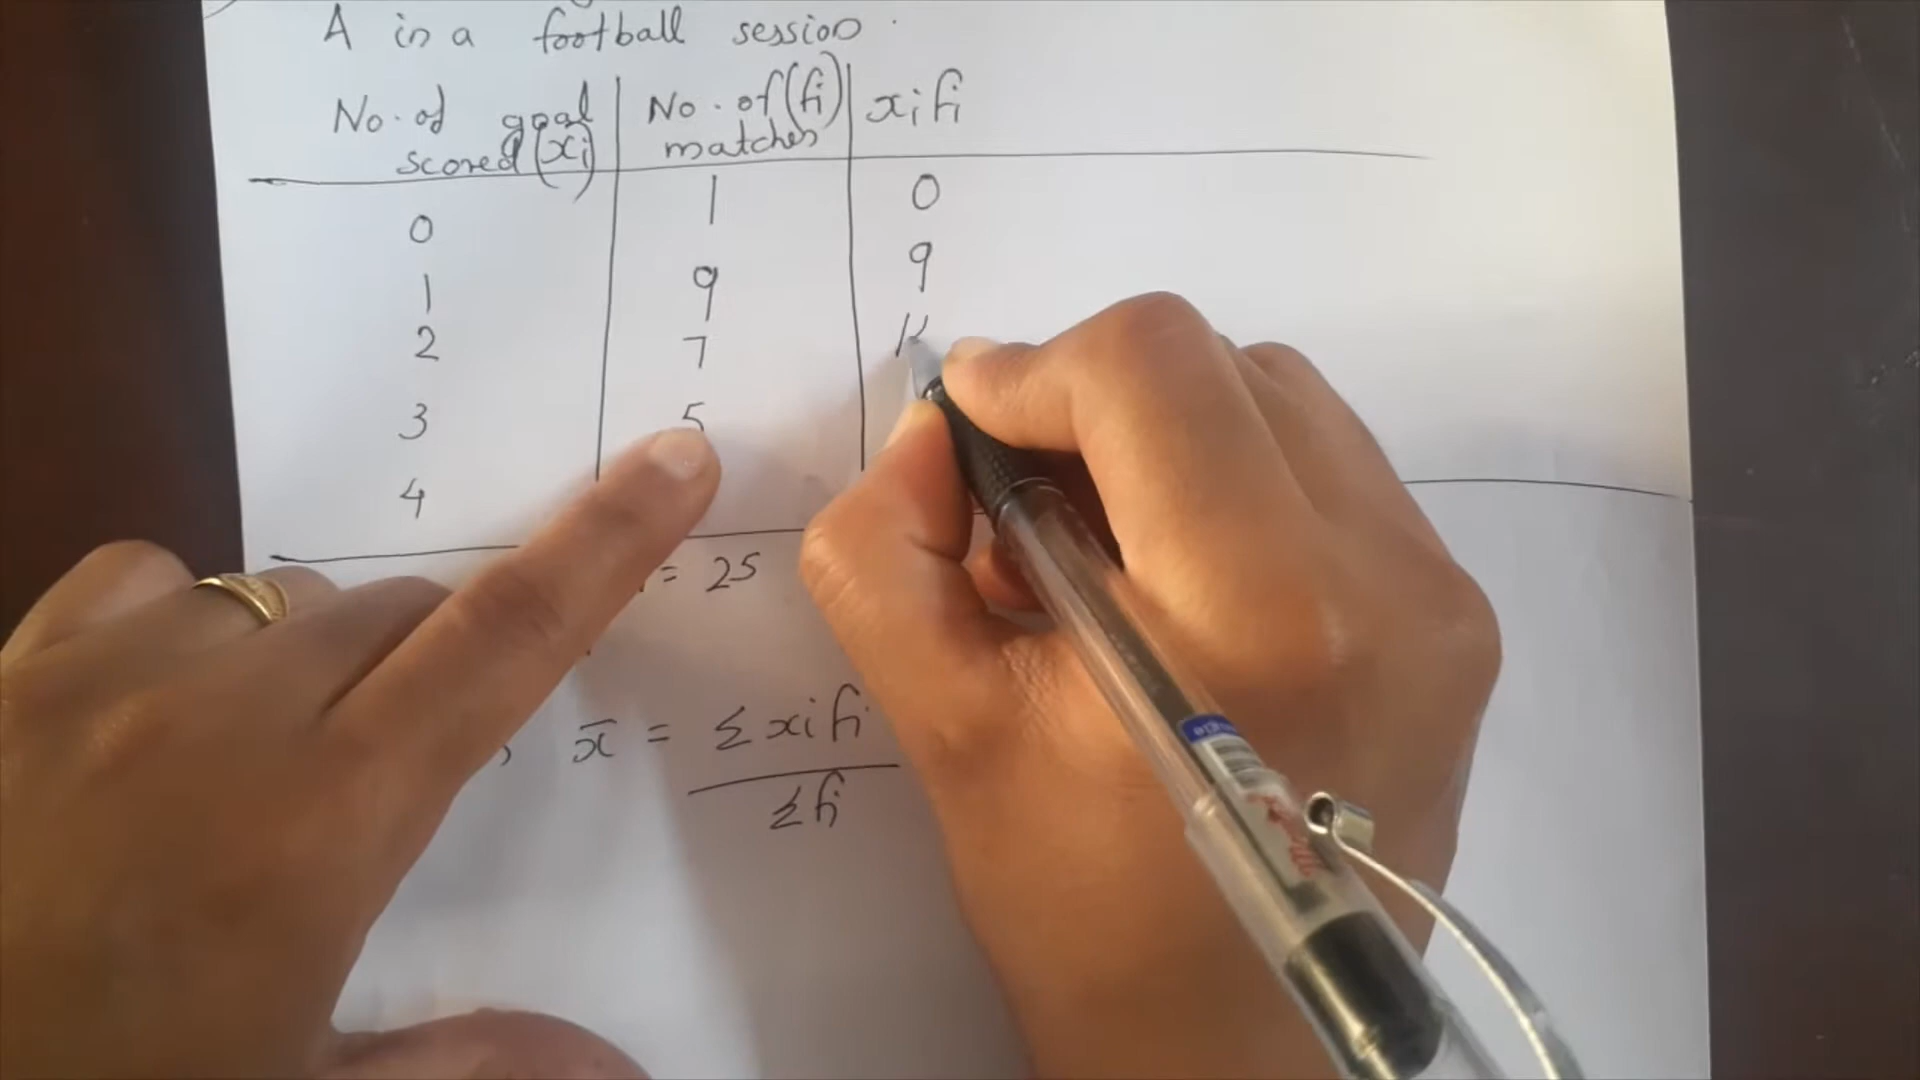 A in a football session.
No. of goal scored (xi) | No. of (fi) matches | xifi
0 1 0
1 9 9
2 7
3 5
4
= 25
x̄ = Σxifi
Σfi